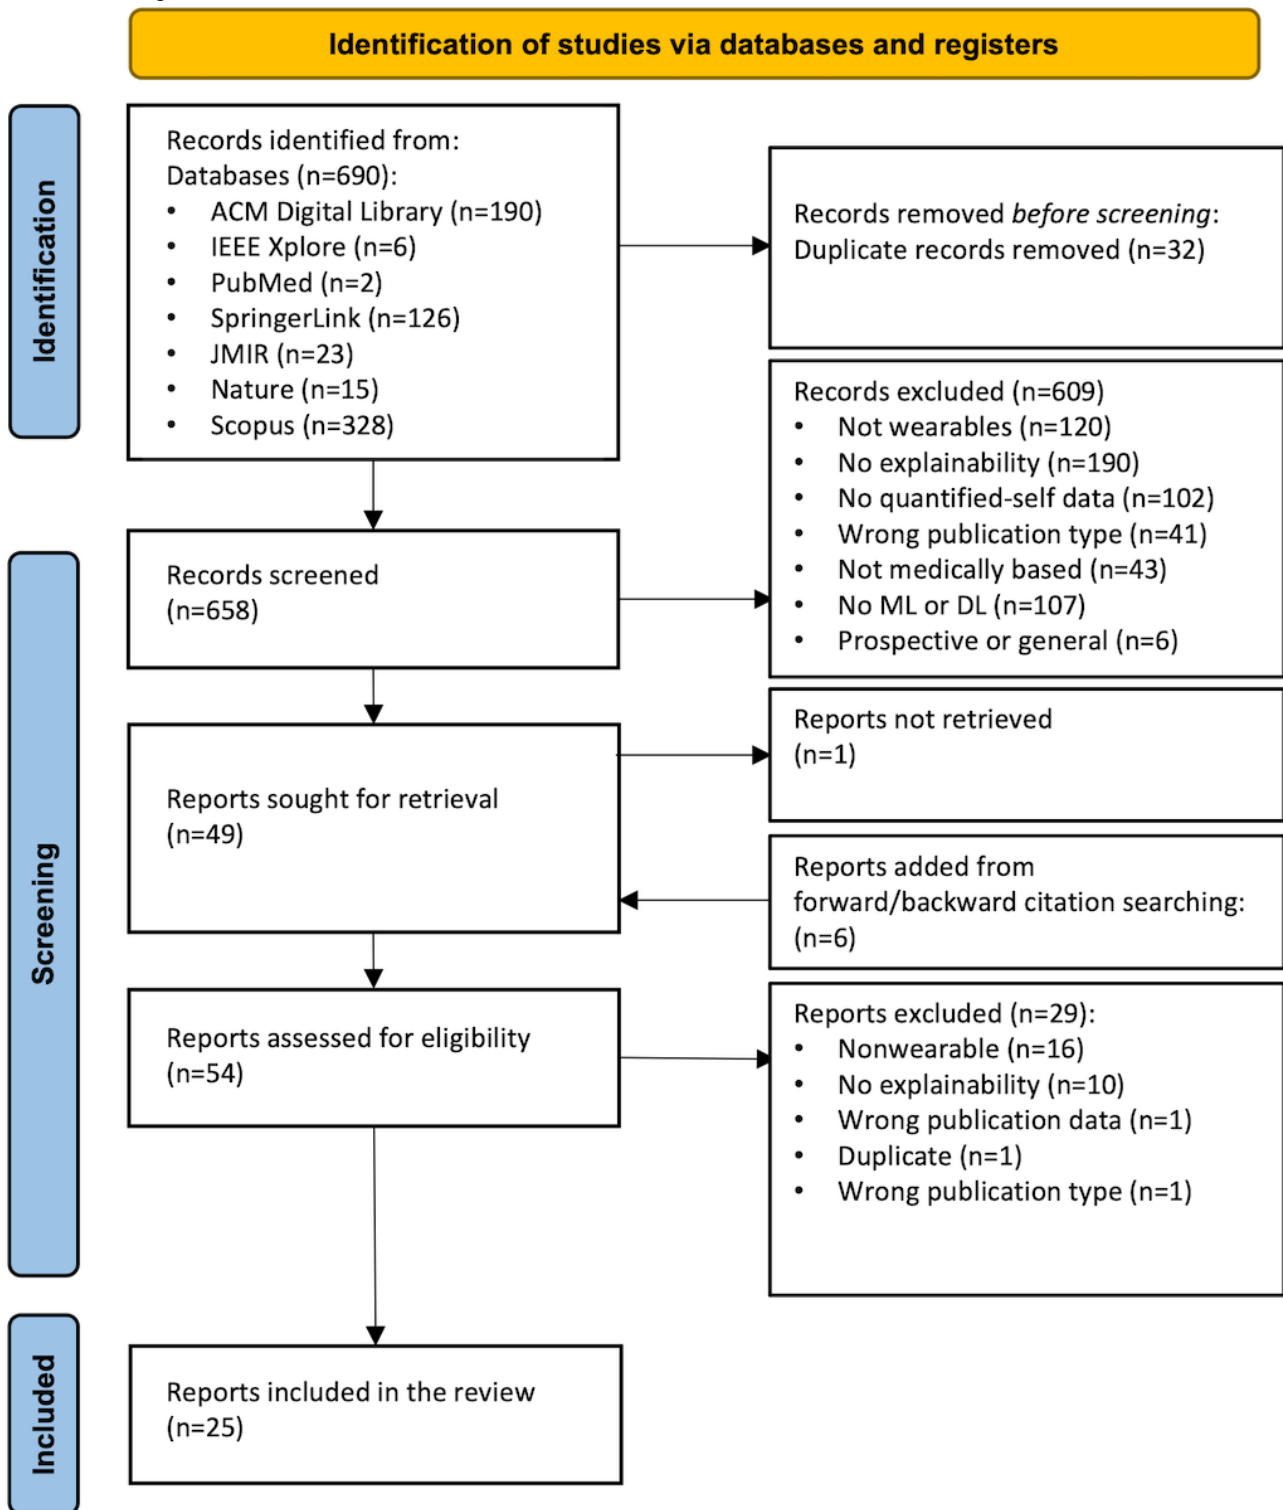 Identification of studies via databases and registers
Identification
Records identified from:
Databases (n=690):
• ACM Digital Library (n=190)
• IEEE Xplore (n=6)
• PubMed (n=2)
• SpringerLink (n=126)
• JMIR (n=23)
• Nature (n=15)
• Scopus (n=328)
Records removed before screening:
Duplicate records removed (n=32)
Screening
Records screened
(n=658)
Records excluded (n=609)
• Not wearables (n=120)
• No explainability (n=190)
• No quantified-self data (n=102)
• Wrong publication type (n=41)
• Not medically based (n=43)
• No ML or DL (n=107)
• Prospective or general (n=6)
Reports sought for retrieval
(n=49)
Reports not retrieved
(n=1)
Reports added from
forward/backward citation searching:
(n=6)
Reports assessed for eligibility
(n=54)
Reports excluded (n=29):
• Nonwearable (n=16)
• No explainability (n=10)
• Wrong publication data (n=1)
• Duplicate (n=1)
• Wrong publication type (n=1)
Included
Reports included in the review
(n=25)